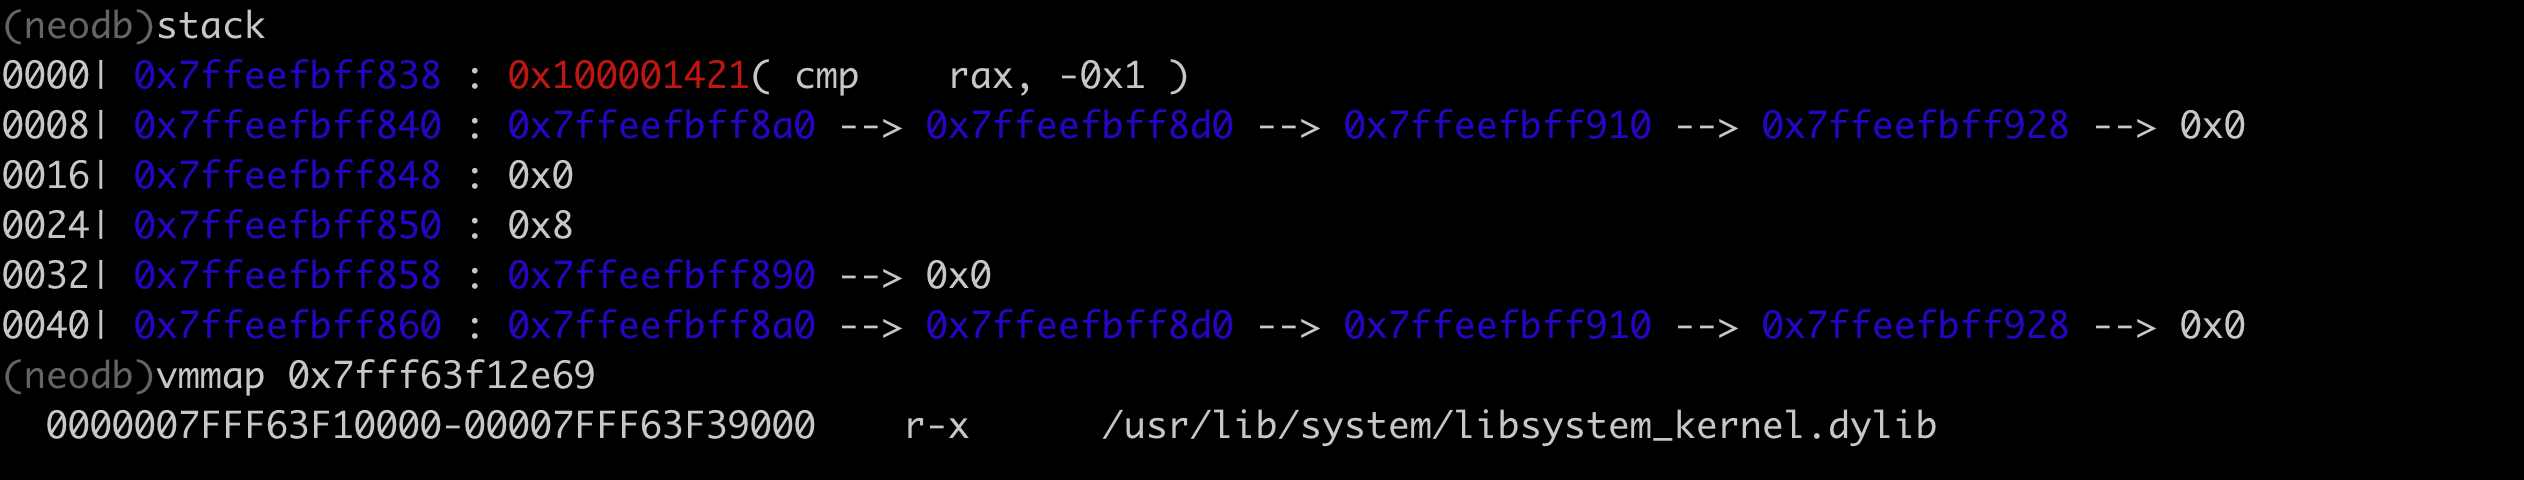 (neodb)stack
0000| 0x7ffeefbff838 : 0x100001421( cmp    rax, -0x1 )
0008| 0x7ffeefbff840 : 0x7ffeefbff8a0 --> 0x7ffeefbff8d0 --> 0x7ffeefbff910 --> 0x7ffeefbff928 --> 0x0
0016| 0x7ffeefbff848 : 0x0
0024| 0x7ffeefbff850 : 0x8
0032| 0x7ffeefbff858 : 0x7ffeefbff890 --> 0x0
0040| 0x7ffeefbff860 : 0x7ffeefbff8a0 --> 0x7ffeefbff8d0 --> 0x7ffeefbff910 --> 0x7ffeefbff928 --> 0x0
(neodb)vmmap 0x7fff63f12e69
  0000007FFF63F10000-00007FFF63F39000    r-x      /usr/lib/system/libsystem_kernel.dylib